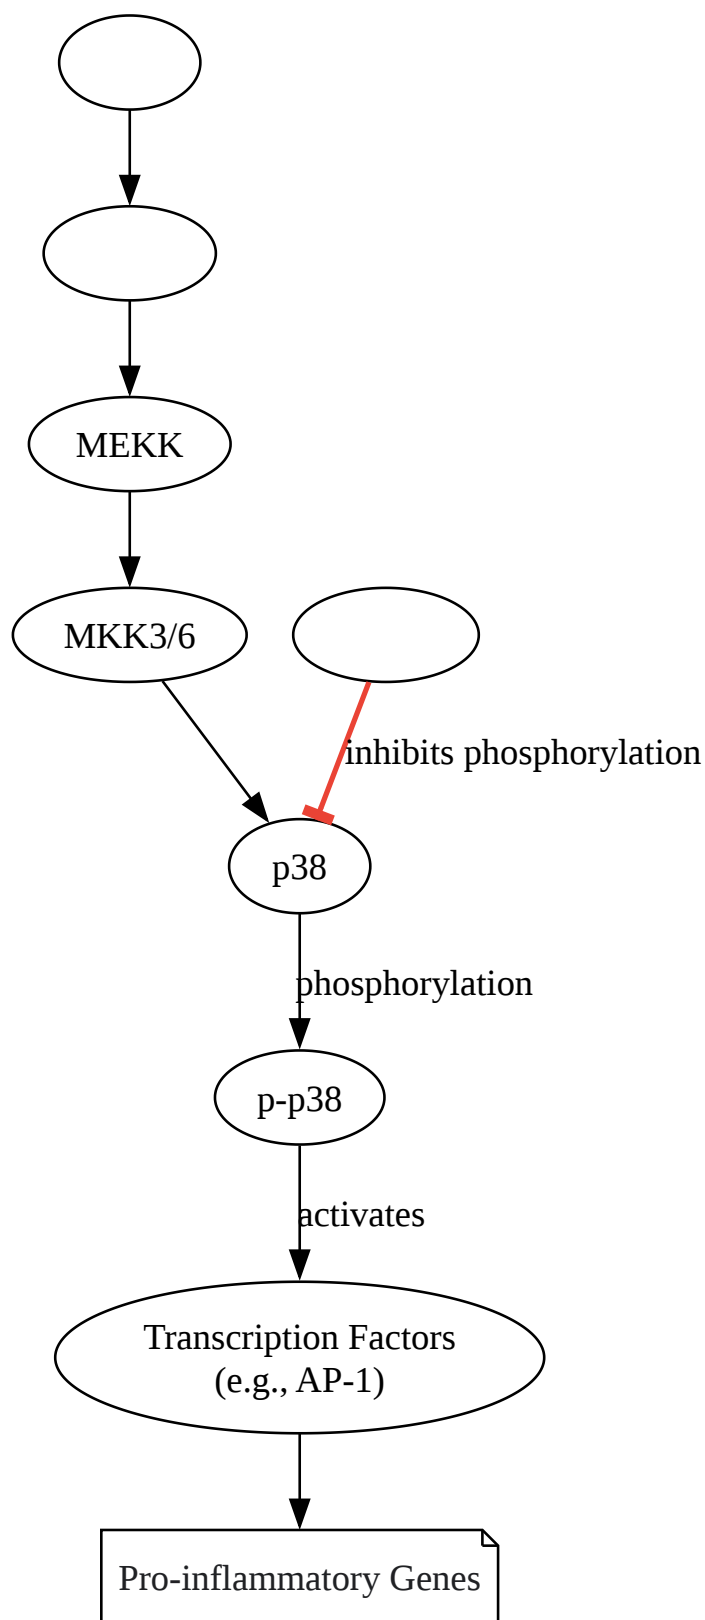 MEKK
MKK3/6
inhibits phosphorylation
p38
phosphorylation
p-p38
activates
Transcription Factors
(e.g., AP-1)
Pro-inflammatory Genes